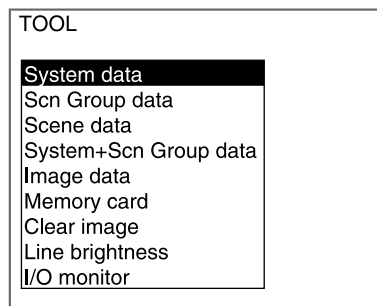 TOOL
System data
Scn Group data
Scene data
System+Scn Group data
Image data
Memory card
Clear image
Line brightness
I/O monitor